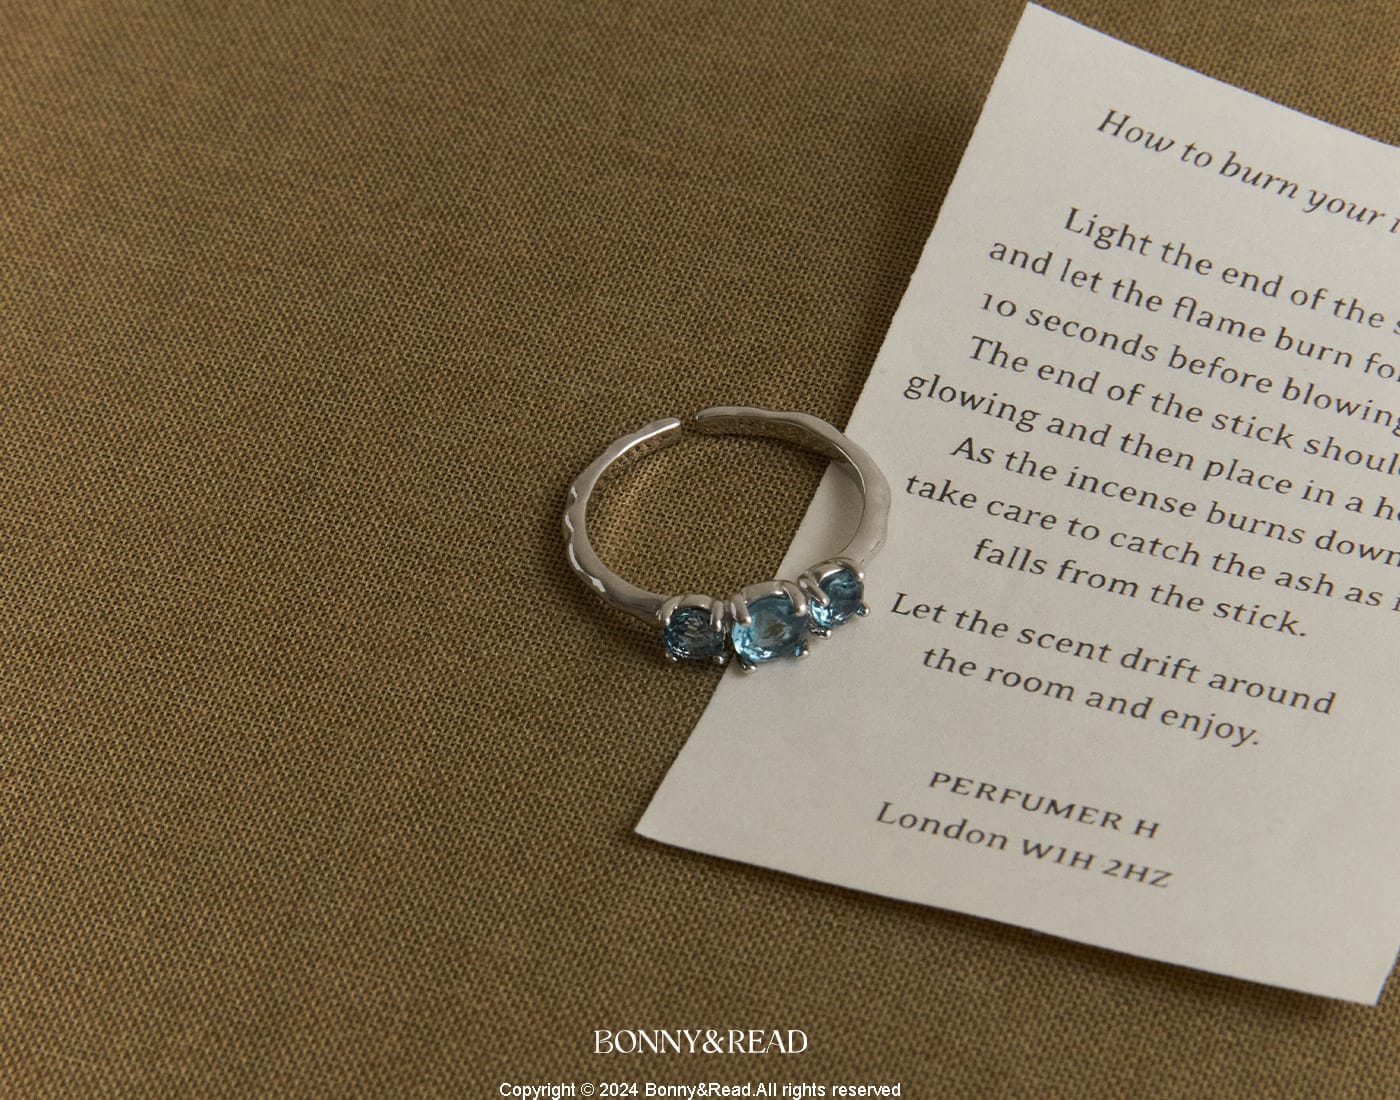 How to burn your
Light the end of the
and let the flame burn for
10 seconds before blowing
The end of the stick should
glowing and then place in a
As the incense burns down
take care to catch the ash as
falls from the stick.
Let the scent drift around
the room and enjoy.
PERFUMER H
London W1H 2HZ
BONNY&READ
Copyright © 2024 Bonny&Read.All rights reserved